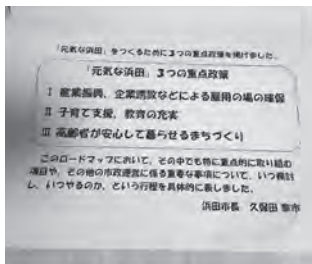 「元気な浜田」をつくるために3つの重点政策を掲げました。
「元気な浜田」3つの重点政策
Ⅰ 産業振興、企業誘致などによる雇用の場の確保
Ⅱ 子育て支援、教育の充実
Ⅲ 高齢者が安心して暮らせるまちづくり
このロードマップにおいて、その中でも特に重点的に取り組む
項目や、その他の市政運営に係る重要な事項について、いつ検討
し、いつやるのか、という行程を具体的に表しました。
浜田市長 久保田 章市